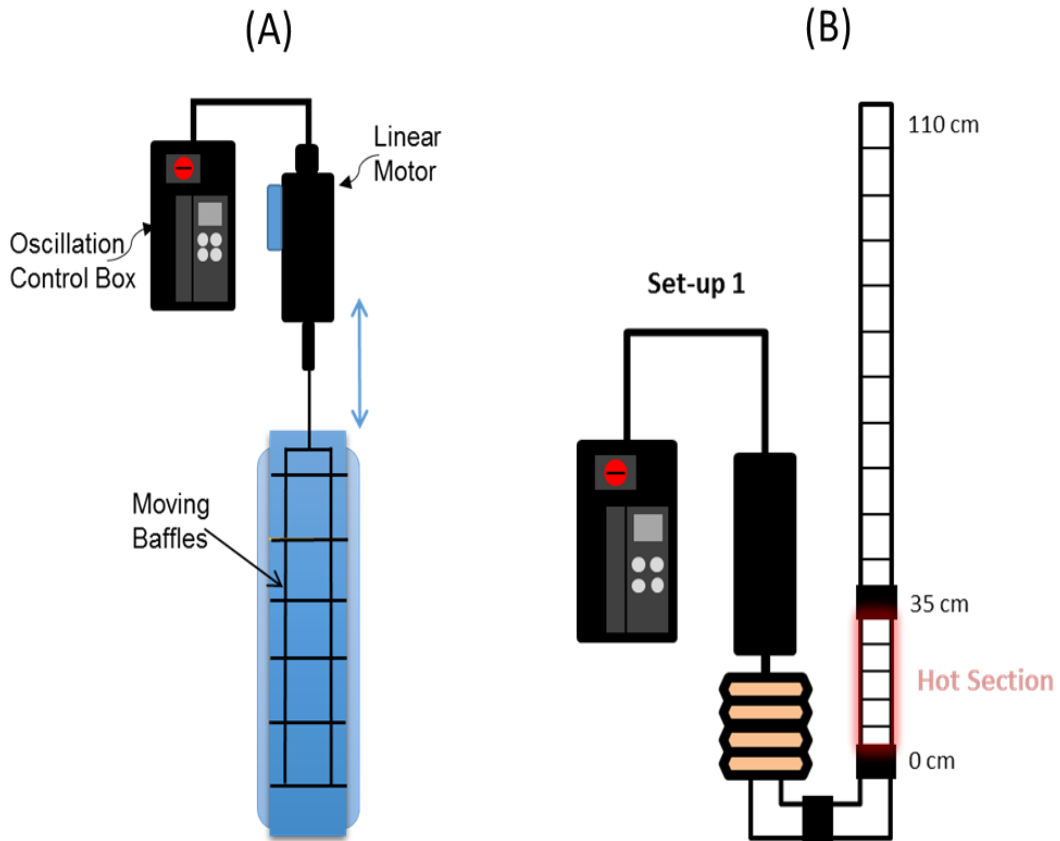 (A)
Linear
Motor
Oscillation
Control Box
Moving
Baffles
(B)
110 cm
Set-up 1
35 cm
Hot Section
0 cm